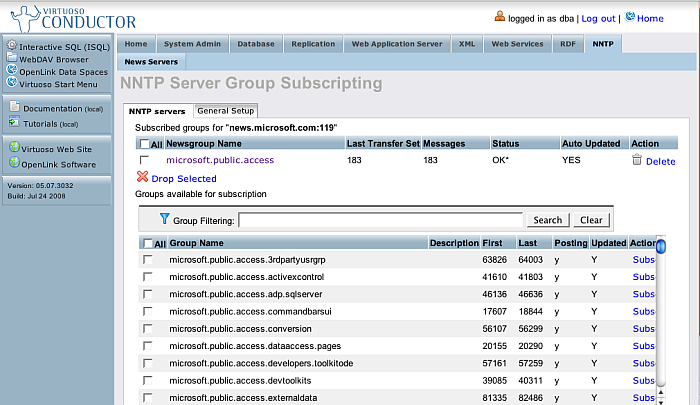 VIRTUOSO
CONDUCTOR
logged in as dba | Log out | Home
Interactive SQL (ISQL)
WebDAV Browser
OpenLink Data Spaces
Virtuoso Start Menu
Documentation (local)
Tutorials (local)
Virtuoso Web Site
OpenLink Software
Version: 05.07.3032
Build: Jul 24 2008
Home System Admin Database Replication Web Application Server XML Web Services RDF NNTP
News Servers
NNTP Server Group Subscripting
NNTP servers General Setup
Subscribed groups for "news.microsoft.com:119"
All Newsgroup Name Last Transfer Set Messages Status Auto Updated Action
microsoft.public.access 183 183 OK* YES Delete
Drop Selected
Groups available for subscription
Group Filtering: Search Clear
All Group Name Description First Last Posting Updated Action
microsoft.public.access.3rdpartyusrgrp 63826 64003 y Y Subs
microsoft.public.access.activexcontrol 41610 41803 y Y Subs
microsoft.public.access.adp.sqlserver 46136 46636 y Y Subs
microsoft.public.access.commandbarsui 17607 18844 y Y Subs
microsoft.public.access.conversion 56107 56299 y Y Subs
microsoft.public.access.dataaccess.pages 20155 20290 y Y Subs
microsoft.public.access.developers.toolkitode 57161 57259 y Y Subs
microsoft.public.access.devtoolkits 39085 40311 y Y Subs
microsoft.public.access.externaldata 81335 82486 y Y Subs